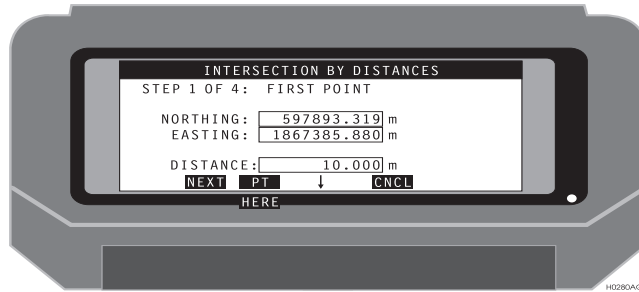 INTERSECTION BY DISTANCES
STEP 1 OF 4: FIRST POINT
NORTHING: 597893.319 m
EASTING: 1867385.880 m
DISTANCE: 10.000 m
NEXT PT ↓ CNCL
HERE
H0280AG